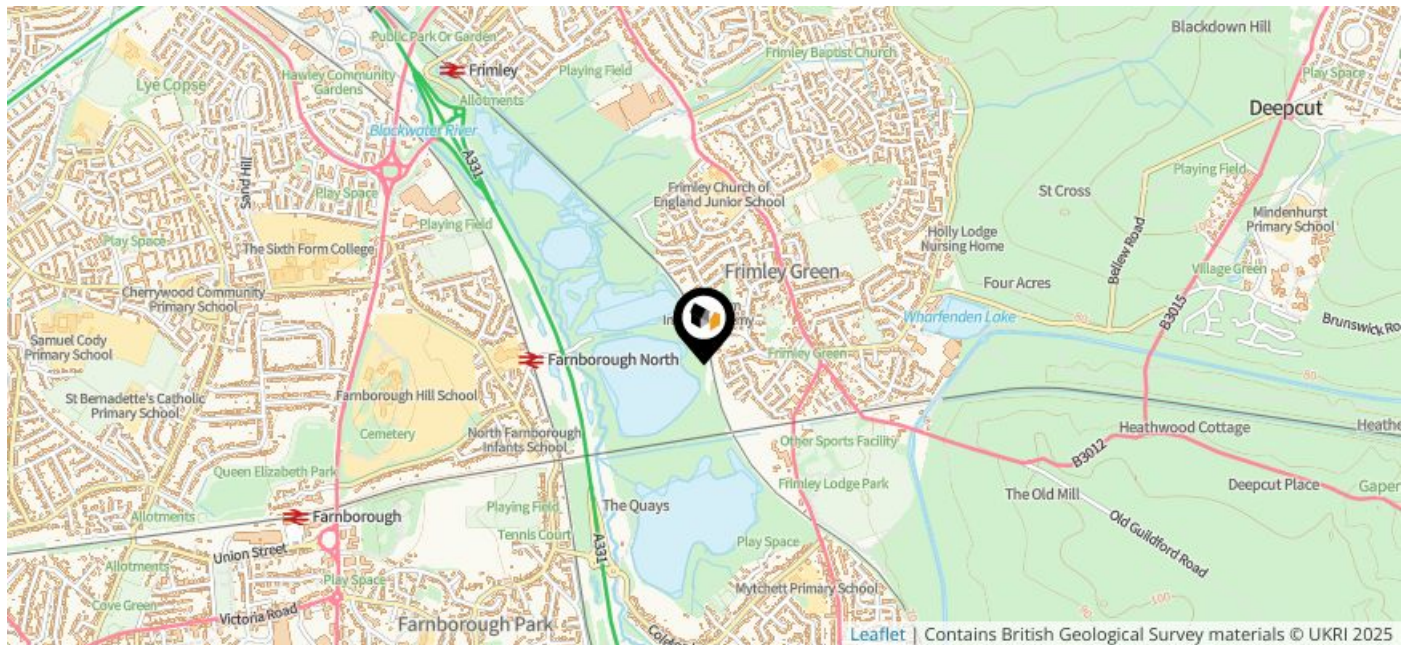 Blackdown Hill
Public Park Or Garden
Frimley Baptist Church
Frimley
Playing Field
Play Space
Lye Copse
Hawley Community
Gardens
Allotments
Deepcut
Blackwater River
A331
Sand Hill
Playing Field
Play Space
Frimley Church of
England Junior School
St Cross
Mindenhurst
Primary School
Playing Field
Holly Lodge
Nursing Home
Bellew Road
Play Space
The Sixth Form College
Frimley Green
Village Green
Four Acres
Cherrywood Community
Primary School
B3015
Wharfenden Lake
80
Brunswick
Samuel Cody
Primary School
Farnborough North
Frimley Green
80
Farnborough Hill School
St Bernadette's Catholic
Primary School
Cemetery
North Farnborough
Infants School
Other Sports Facility
Heathwood Cottage
B3012
Queen Elizabeth Park
Frimley Lodge Park
Deepcut Place
The Old Mill
Allotments
Farnborough
Playing Field
The Quays
Old Guildford Road
Tennis Court
Union Street
A331
Play Space
Allotments
Play Space
Mytchett Primary School
Cove Green
Victoria Road
80
100
Farnborough Park
Leaflet | Contains British Geological Survey materials © UKRI 2025